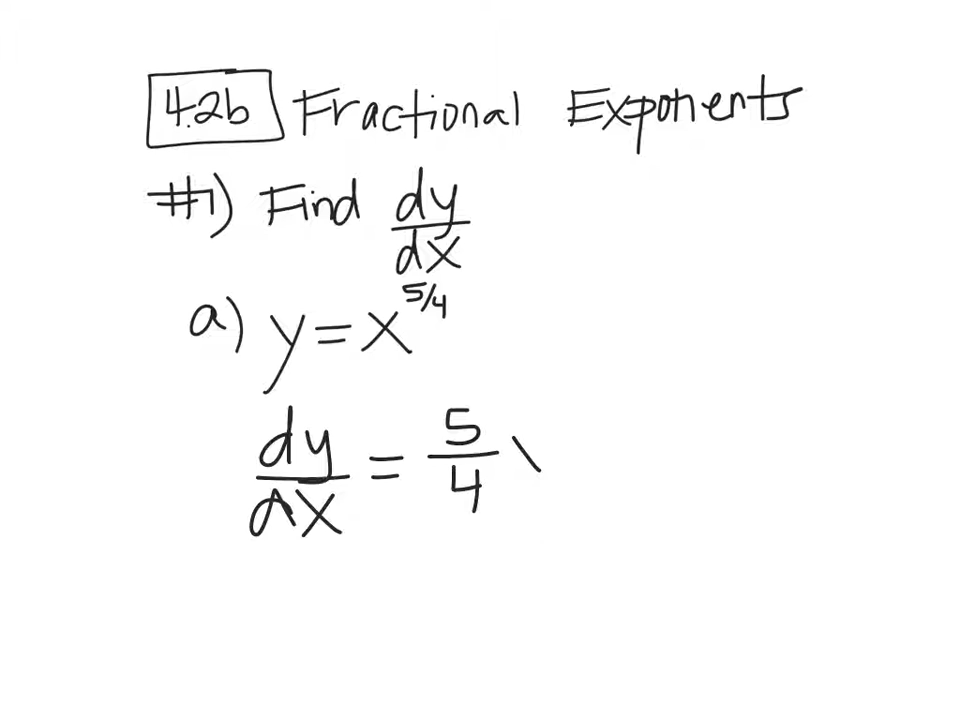 4.2b Fractional Exponents
#1) Find dy/dx
a) y = x^5/4
dy/dx = 5/4 \